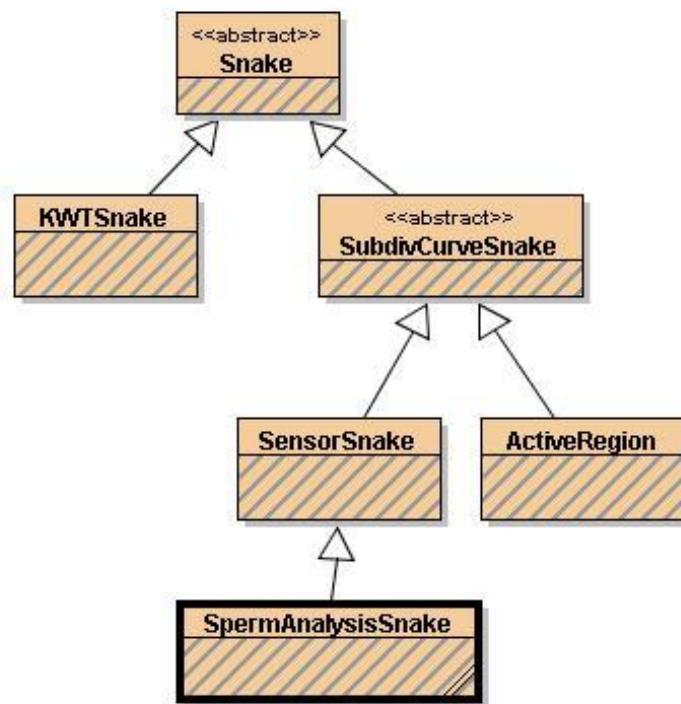 <<abstract>>
Snake
KWTSnake
<<abstract>>
SubdivCurveSnake
SensorSnake
ActiveRegion
SpermAnalysisSnake